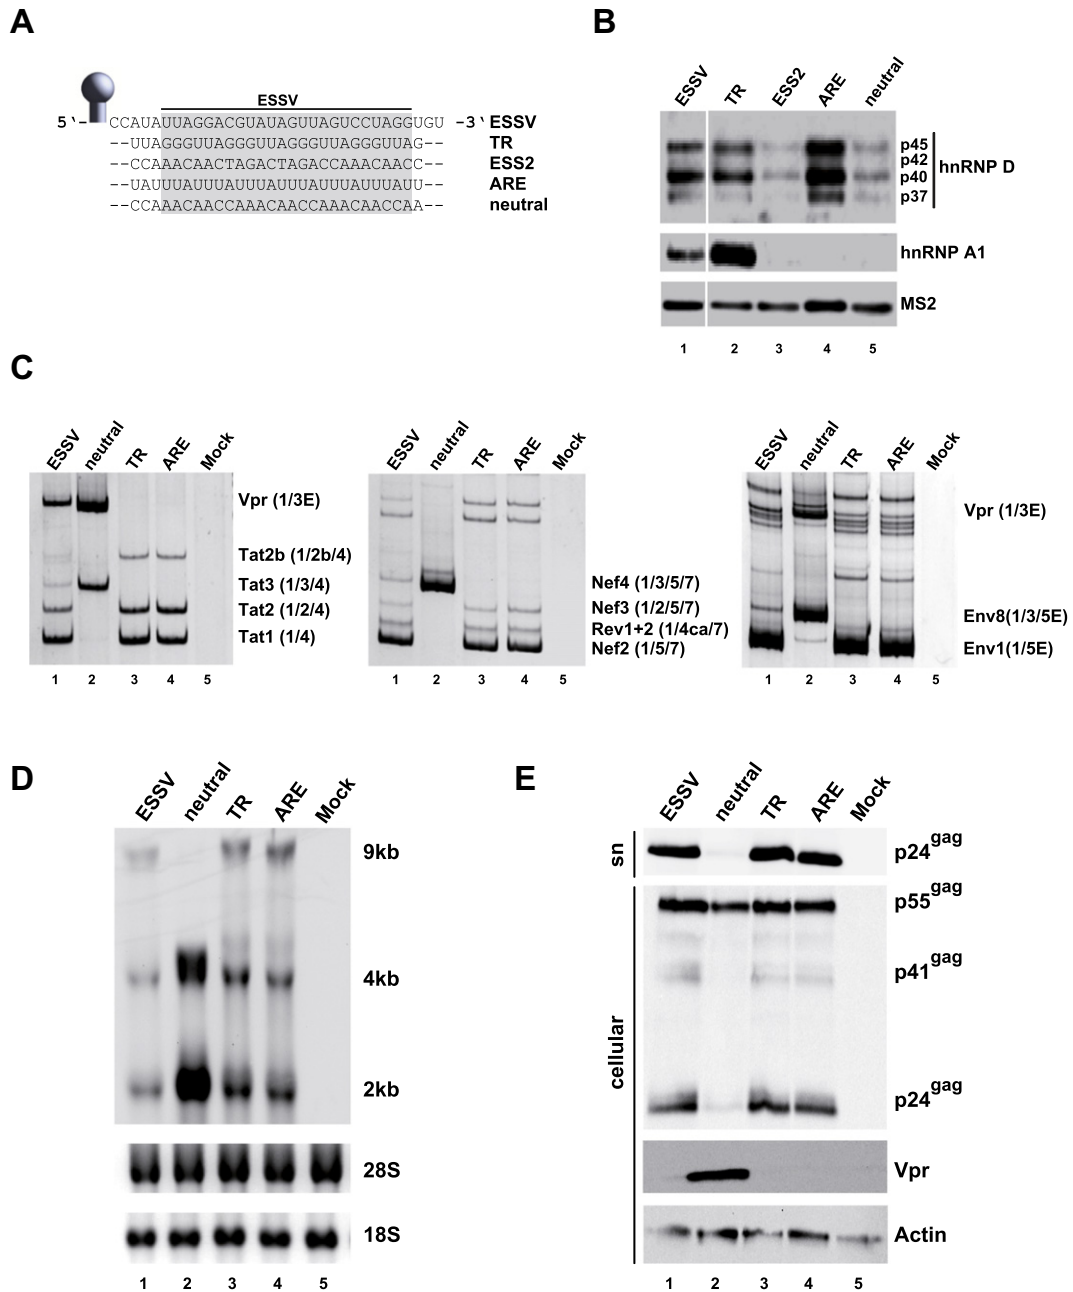 A
ESSV
5'- CCAUAUUAGGACGUAUAGUUAGUCCUAGGUGU -3' ESSV
--UUAGGGUUAGGGUUAGGGUUAGGGUUAG-- TR
--CCAAACAACUAGACUAGACCAAACAACC-- ESS2
--UAUUUAUUUAUUUAUUUAUUUAUUUAUU-- ARE
--CCAAACAACCAAACAACCAAACAACCAA-- neutral
B
ESSV TR ESS2 ARE neutral
p45
p42
p40
p37
hnRNP D
hnRNP A1
MS2
1 2 3 4 5
C
ESSV neutral TR ARE Mock
Vpr (1/3E)
Tat2b (1/2b/4)
Tat3 (1/3/4)
Tat2 (1/2/4)
Tat1 (1/4)
1 2 3 4 5
ESSV neutral TR ARE Mock
Nef4 (1/3/5/7)
Nef3 (1/2/5/7)
Rev1+2 (1/4ca/7)
Nef2 (1/5/7)
1 2 3 4 5
ESSV neutral TR ARE Mock
Vpr (1/3E)
Env8(1/3/5E)
Env1(1/5E)
1 2 3 4 5
D
ESSV neutral TR ARE Mock
9kb
4kb
2kb
28S
18S
1 2 3 4 5
E
ESSV neutral TR ARE Mock
sn
p24gag
cellular
p55gag
p41gag
p24gag
Vpr
Actin
1 2 3 4 5